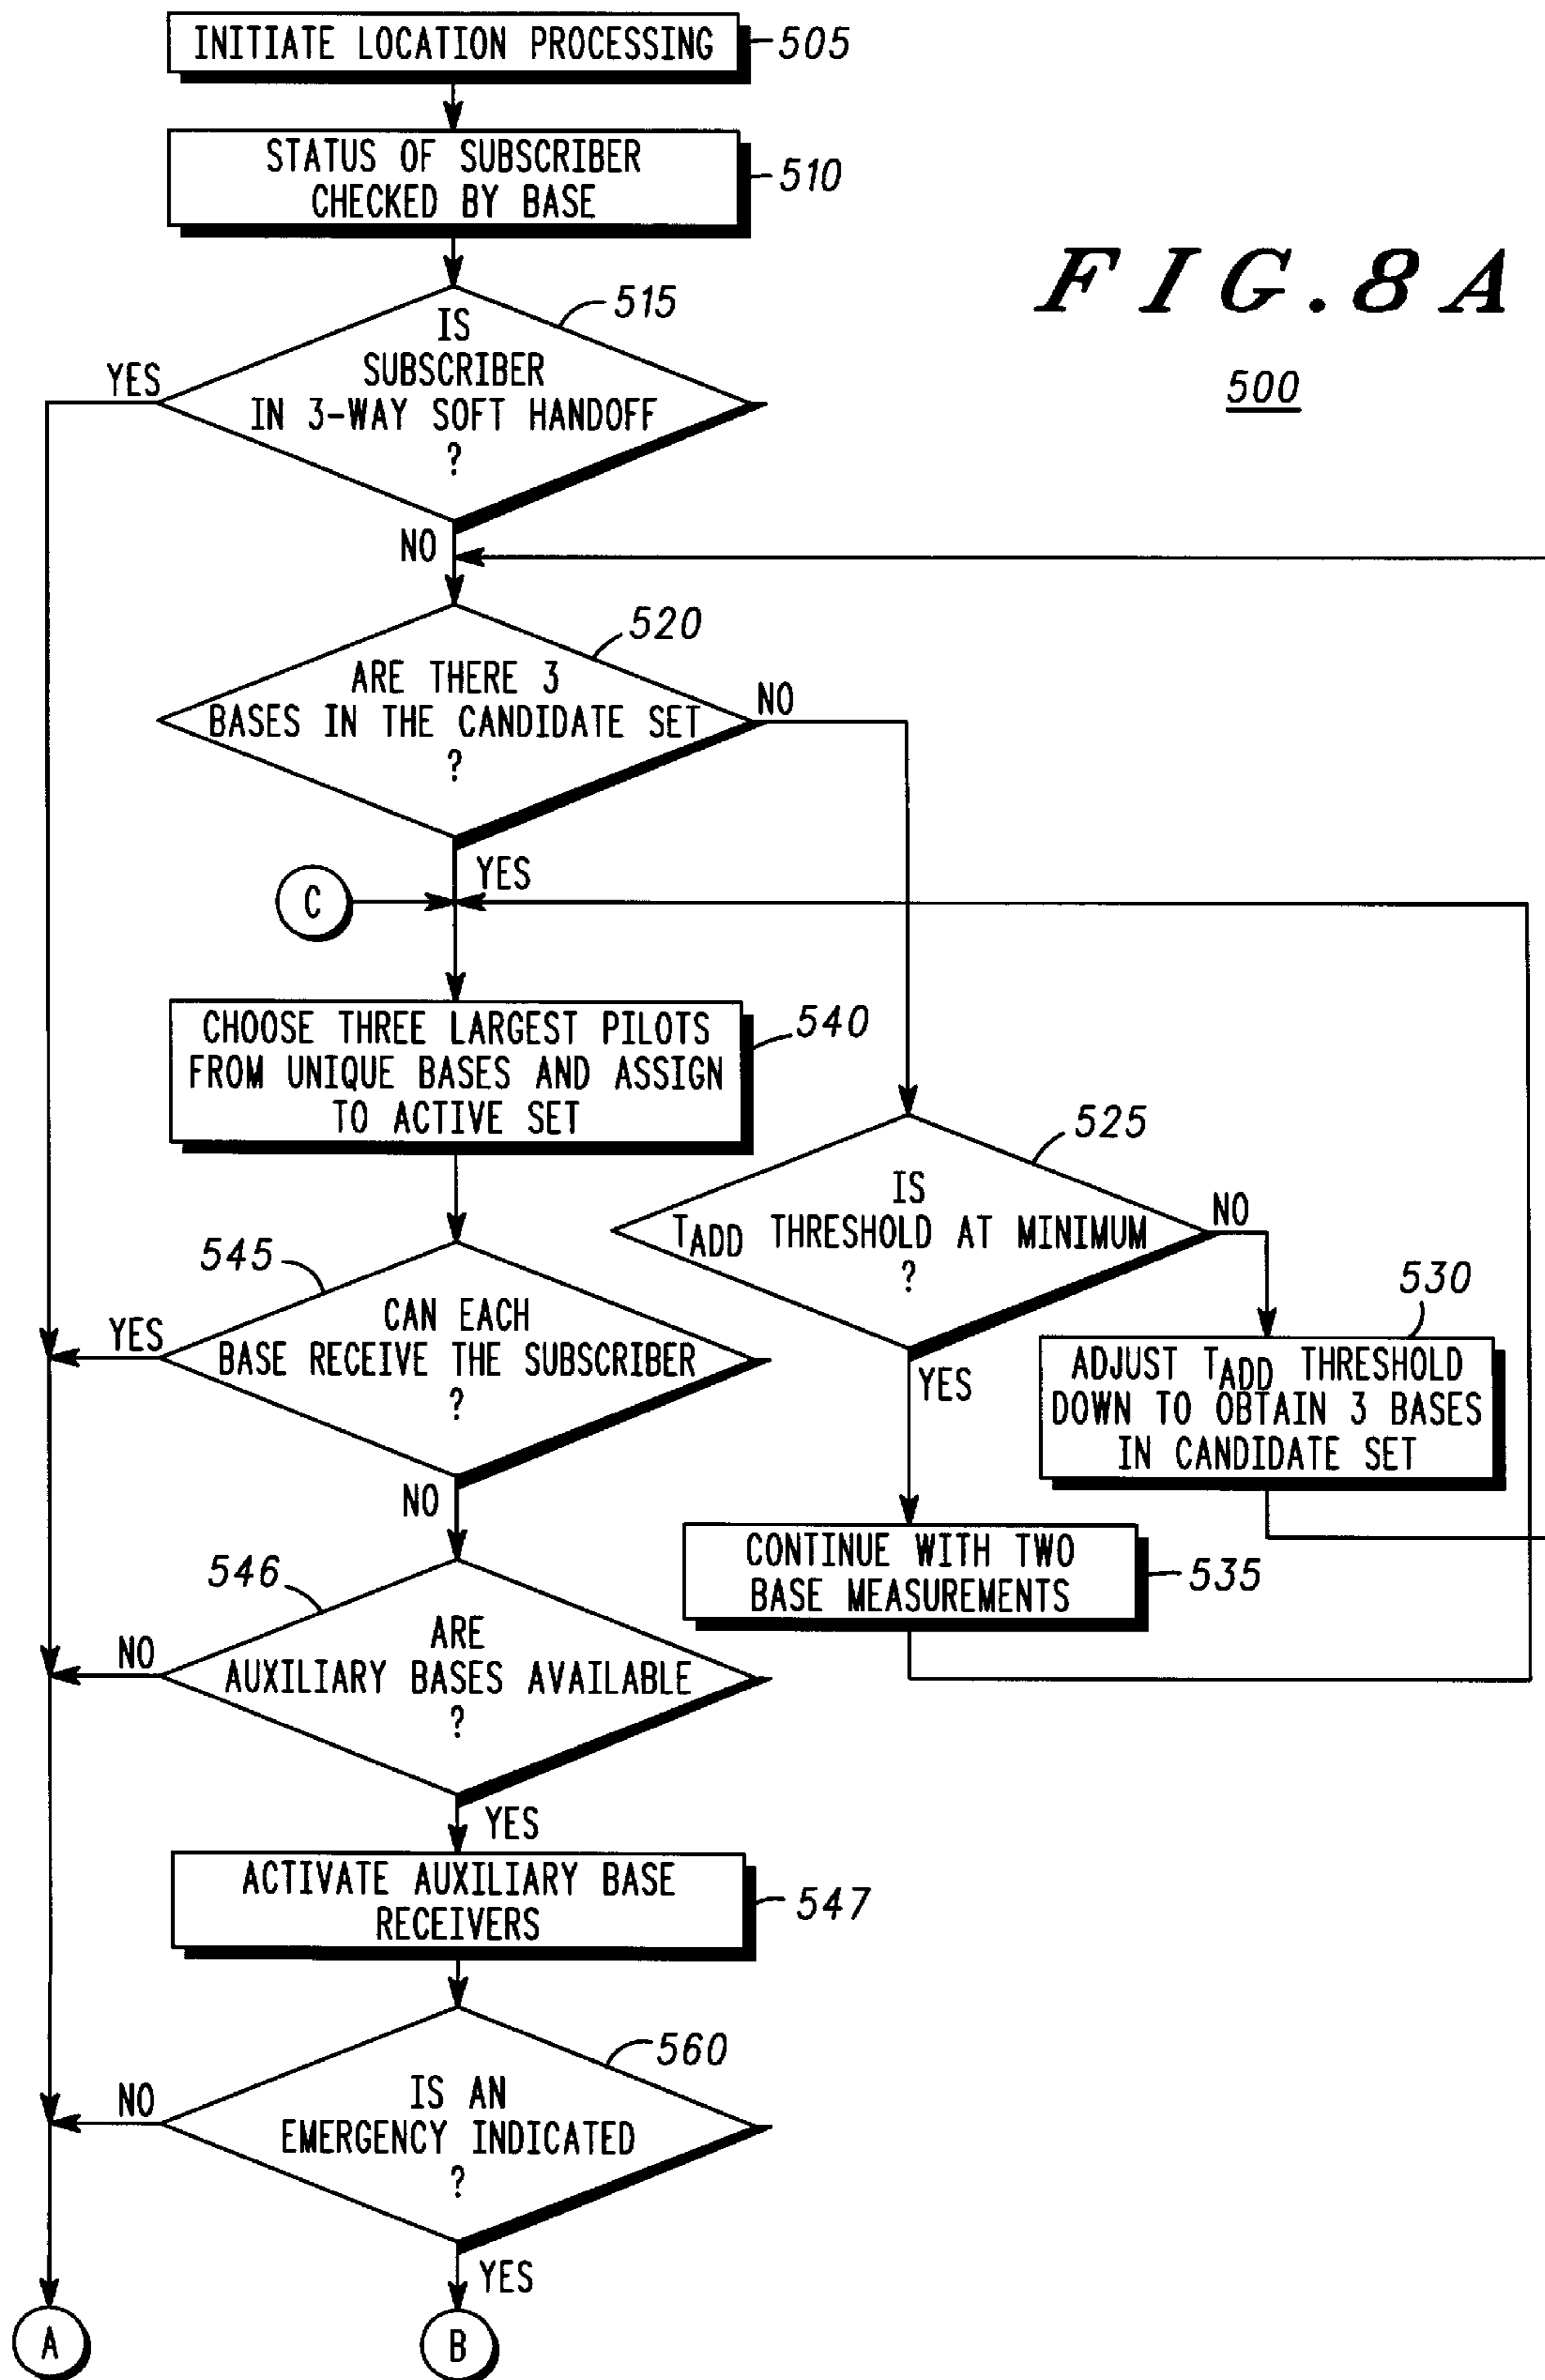 INITIATE LOCATION PROCESSING
505
STATUS OF SUBSCRIBER
CHECKED BY BASE
510
FIG.8A
500
515
IS
SUBSCRIBER
IN 3-WAY SOFT HANDOFF
?
YES
NO
520
ARE THERE 3
BASES IN THE CANDIDATE SET
?
NO
YES
C
540
CHOOSE THREE LARGEST PILOTS
FROM UNIQUE BASES AND ASSIGN
TO ACTIVE SET
525
IS
TADD THRESHOLD AT MINIMUM
?
NO
YES
530
ADJUST TADD THRESHOLD
DOWN TO OBTAIN 3 BASES
IN CANDIDATE SET
545
CAN EACH
BASE RECEIVE THE SUBSCRIBER
?
YES
NO
CONTINUE WITH TWO
BASE MEASUREMENTS
535
546
ARE
AUXILIARY BASES AVAILABLE
?
NO
YES
ACTIVATE AUXILIARY BASE
RECEIVERS
547
560
IS AN
EMERGENCY INDICATED
?
NO
YES
A
B